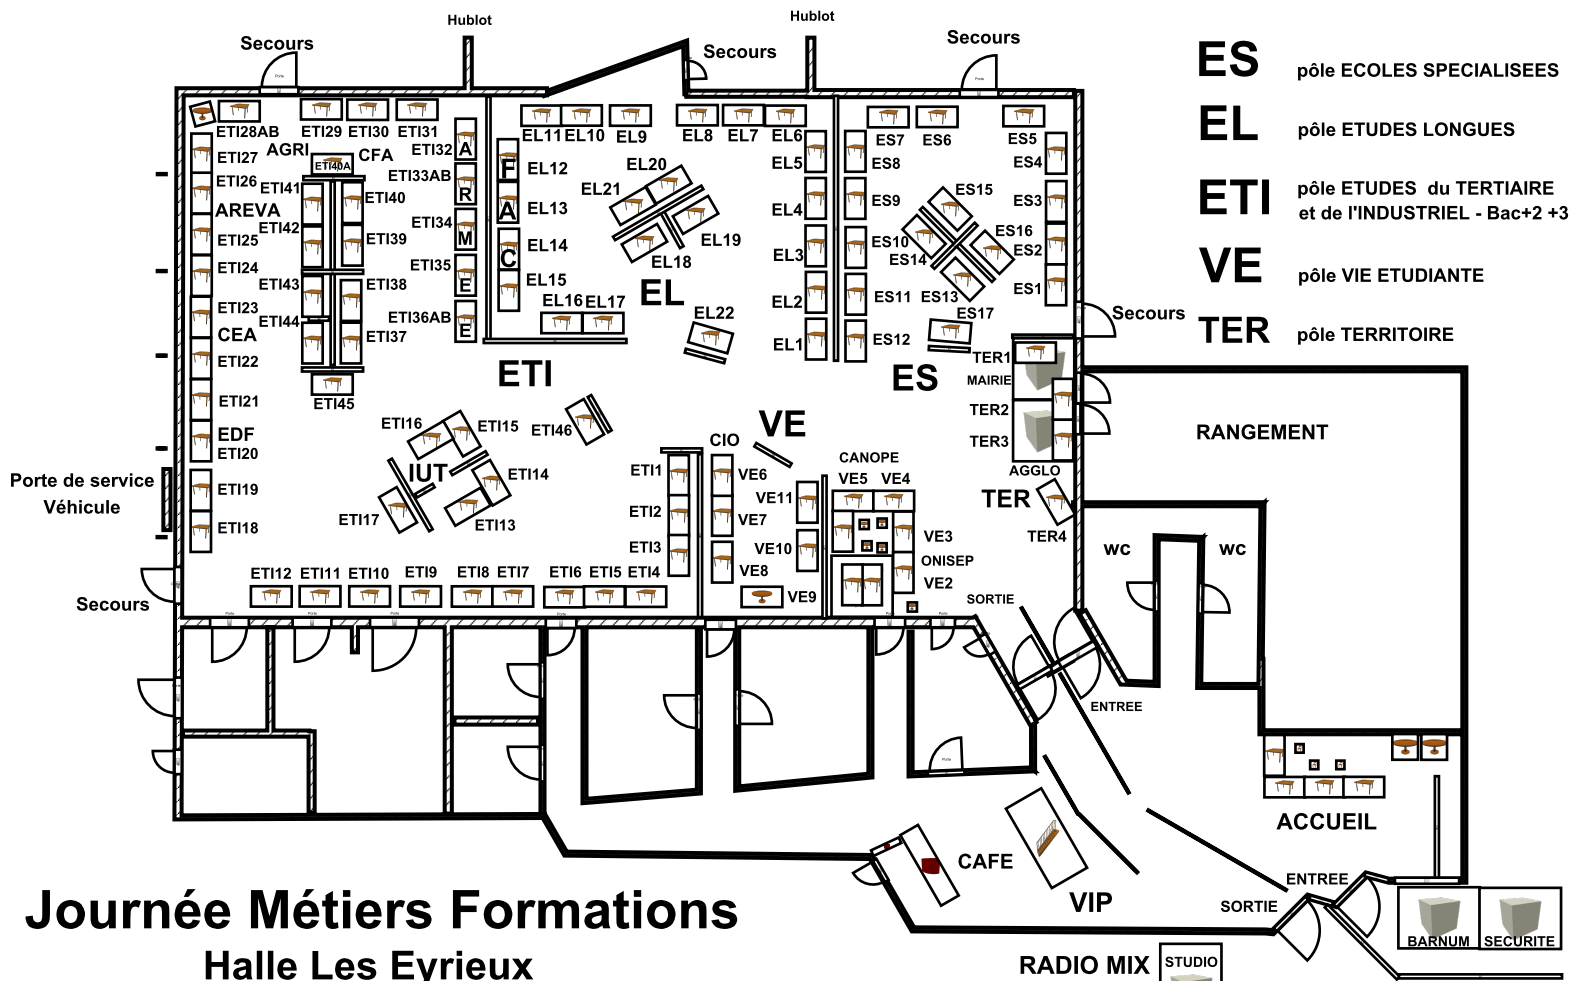 Hublot
Hublot
Secours
Secours
Secours
ES pôle ECOLES SPECIALISEES
EL pôle ETUDES LONGUES
ETI pôle ETUDES du TERTIAIRE
et de l'INDUSTRIEL - Bac+2 +3
VE pôle VIE ETUDIANTE
TER pôle TERRITOIRE
Porte
Porte
ETI28AB ETI29 ETI30 ETI31
EL11 EL10 EL9 EL8 EL7 EL6
ES7 ES6 ES5
AGRI CFA
ETI40A
ETI27
ETI26
AREVA
ETI25
ETI24
ETI23
CEA
ETI22
ETI21
EDF
ETI20
ETI19
ETI18
ETI41
ETI42
ETI43
ETI44
ETI40
ETI39
ETI38
ETI37
ETI45
ETI32
ETI33AB
ETI34
ETI35
ETI36AB
A
R
M
E
E
F
A
C
EL12
EL13
EL14
EL15
EL16 EL17
EL20
EL21
EL19
EL18
EL
EL22
EL5
EL4
EL3
EL2
EL1
ES8
ES9
ES10
ES11
ES12
ES15
ES16
ES14
ES13
ES17
ES4
ES3
ES2
ES1
Secours
ETI
ES
TER1
MAIRIE
TER2
TER3
AGGLO
TER
TER4
RANGEMENT
ETI16
ETI15
IUT
ETI14
ETI13
ETI17
ETI46
VE
CIO
ETI1
ETI2
ETI3
VE6
VE7
VE8
VE11
VE10
VE9
CANOPE
VE5 VE4
VE3
ONISEP
VE2
Porte de service
Véhicule
Secours
ETI12 ETI11 ETI10 ETI9 ETI8 ETI7 ETI6 ETI5 ETI4
WC
WC
SORTIE
Porte
Porte
Porte
Porte
Porte
Porte
ENTREE
Porte
ACCUEIL
CAFE
VIP
ENTREE
SORTIE
BARNUM SECURITE
Journée Métiers Formations
Halle Les Eyrieux
RADIO MIX
STUDIO